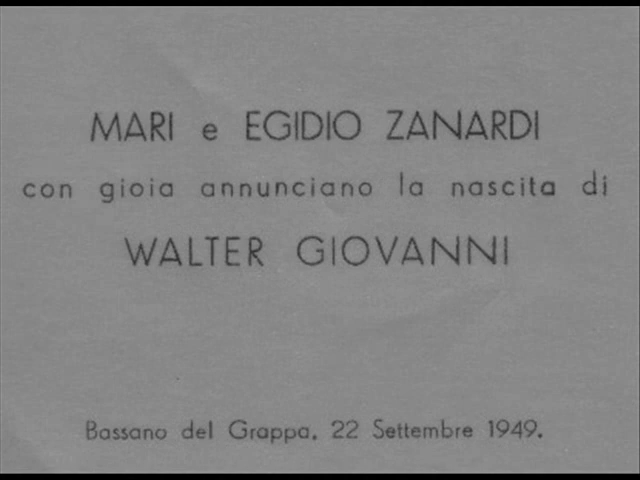 MARI e EGIDIO ZANARDI
con gioia annunciano la nascita di
WALTER GIOVANNI
Bassano del Grappa, 22 Settembre 1949.